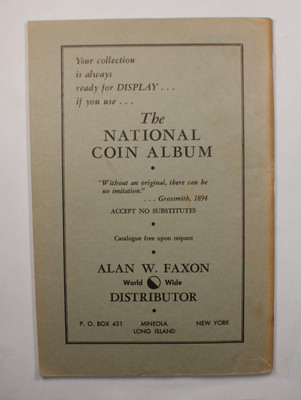 Your collection
is always
ready for DISPLAY . . .
if you use . . .
The
NATIONAL
COIN ALBUM
"Without an original, there can be
no imitation."
. . . Grossmith, 1894
ACCEPT NO SUBSTITUTES
Catalogue free upon request
ALAN W. FAXON
World Wide
DISTRIBUTOR
P. O. BOX 431 MINEOLA NEW YORK
LONG ISLAND